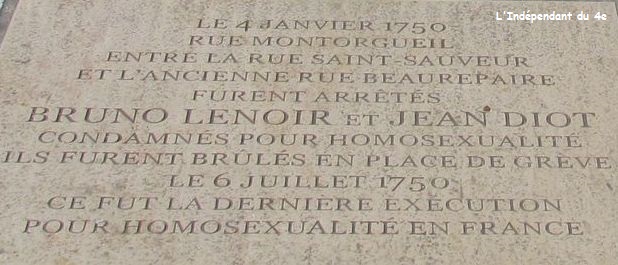 L'Indépendant du 4e
LE 4 JANVIER 1750
RUE MONTORGUEIL
ENTRE LA RUE SAINT-SAUVEUR
ET L'ANCIENNE RUE BEAUREPAIRE
FURENT ARRÊTÉS
BRUNO LENOIR ET JEAN DIOT
CONDAMNÉS POUR HOMOSEXUALITÉ
ILS FURENT BRÛLÉS EN PLACE DE GRÈVE
LE 6 JUILLET 1750
CE FUT LA DERNIÈRE EXÉCUTION
POUR HOMOSEXUALITÉ EN FRANCE